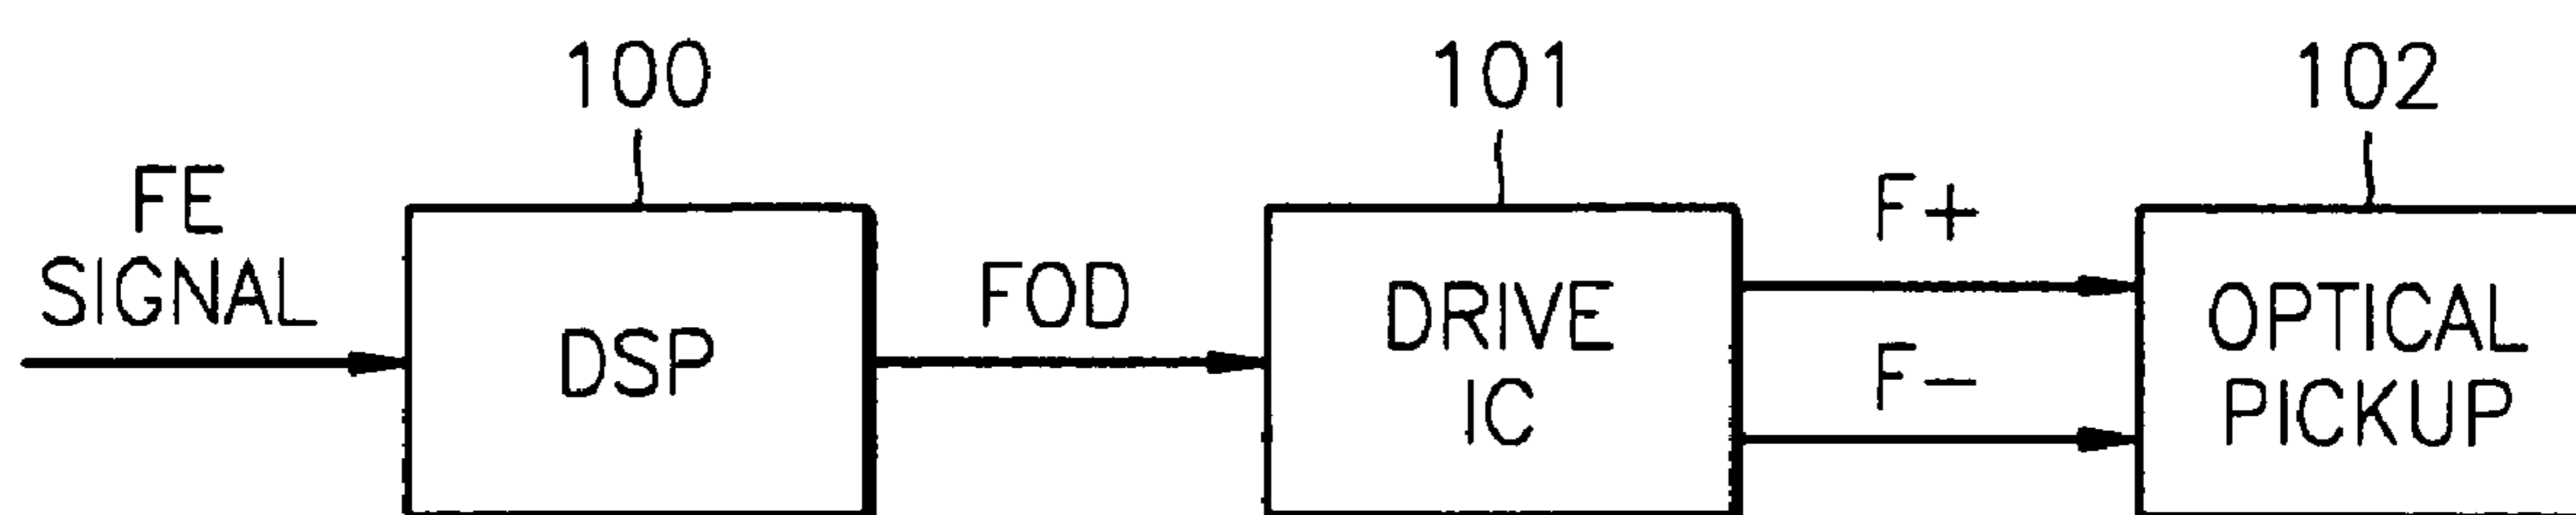 100
101
102
FE
SIGNAL
DSP
FOD
DRIVE
IC
F+
F−
OPTICAL
PICKUP